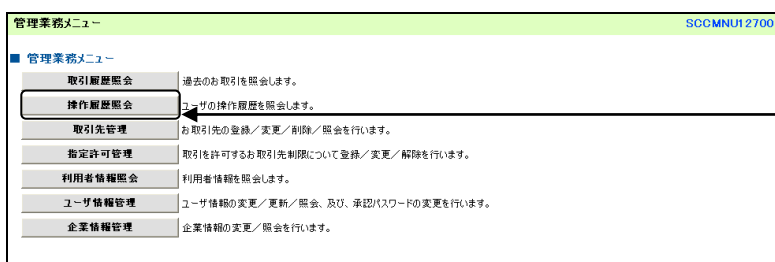 管理業務メニュー SCCMNU12700
■ 管理業務メニュー
取引履歴照会 過去のお取引を照会します。
操作履歴照会 ユーザの操作履歴を照会します。
取引先管理 お取引先の登録／変更／削除／照会を行います。
指定許可管理 取引を許可するお取引先制限について登録／変更／解除を行います。
利用者情報照会 利用者情報を照会します。
ユーザ情報管理 ユーザ情報の変更／更新／照会、及び、承認パスワードの変更を行います。
企業情報管理 企業情報の変更／照会を行います。